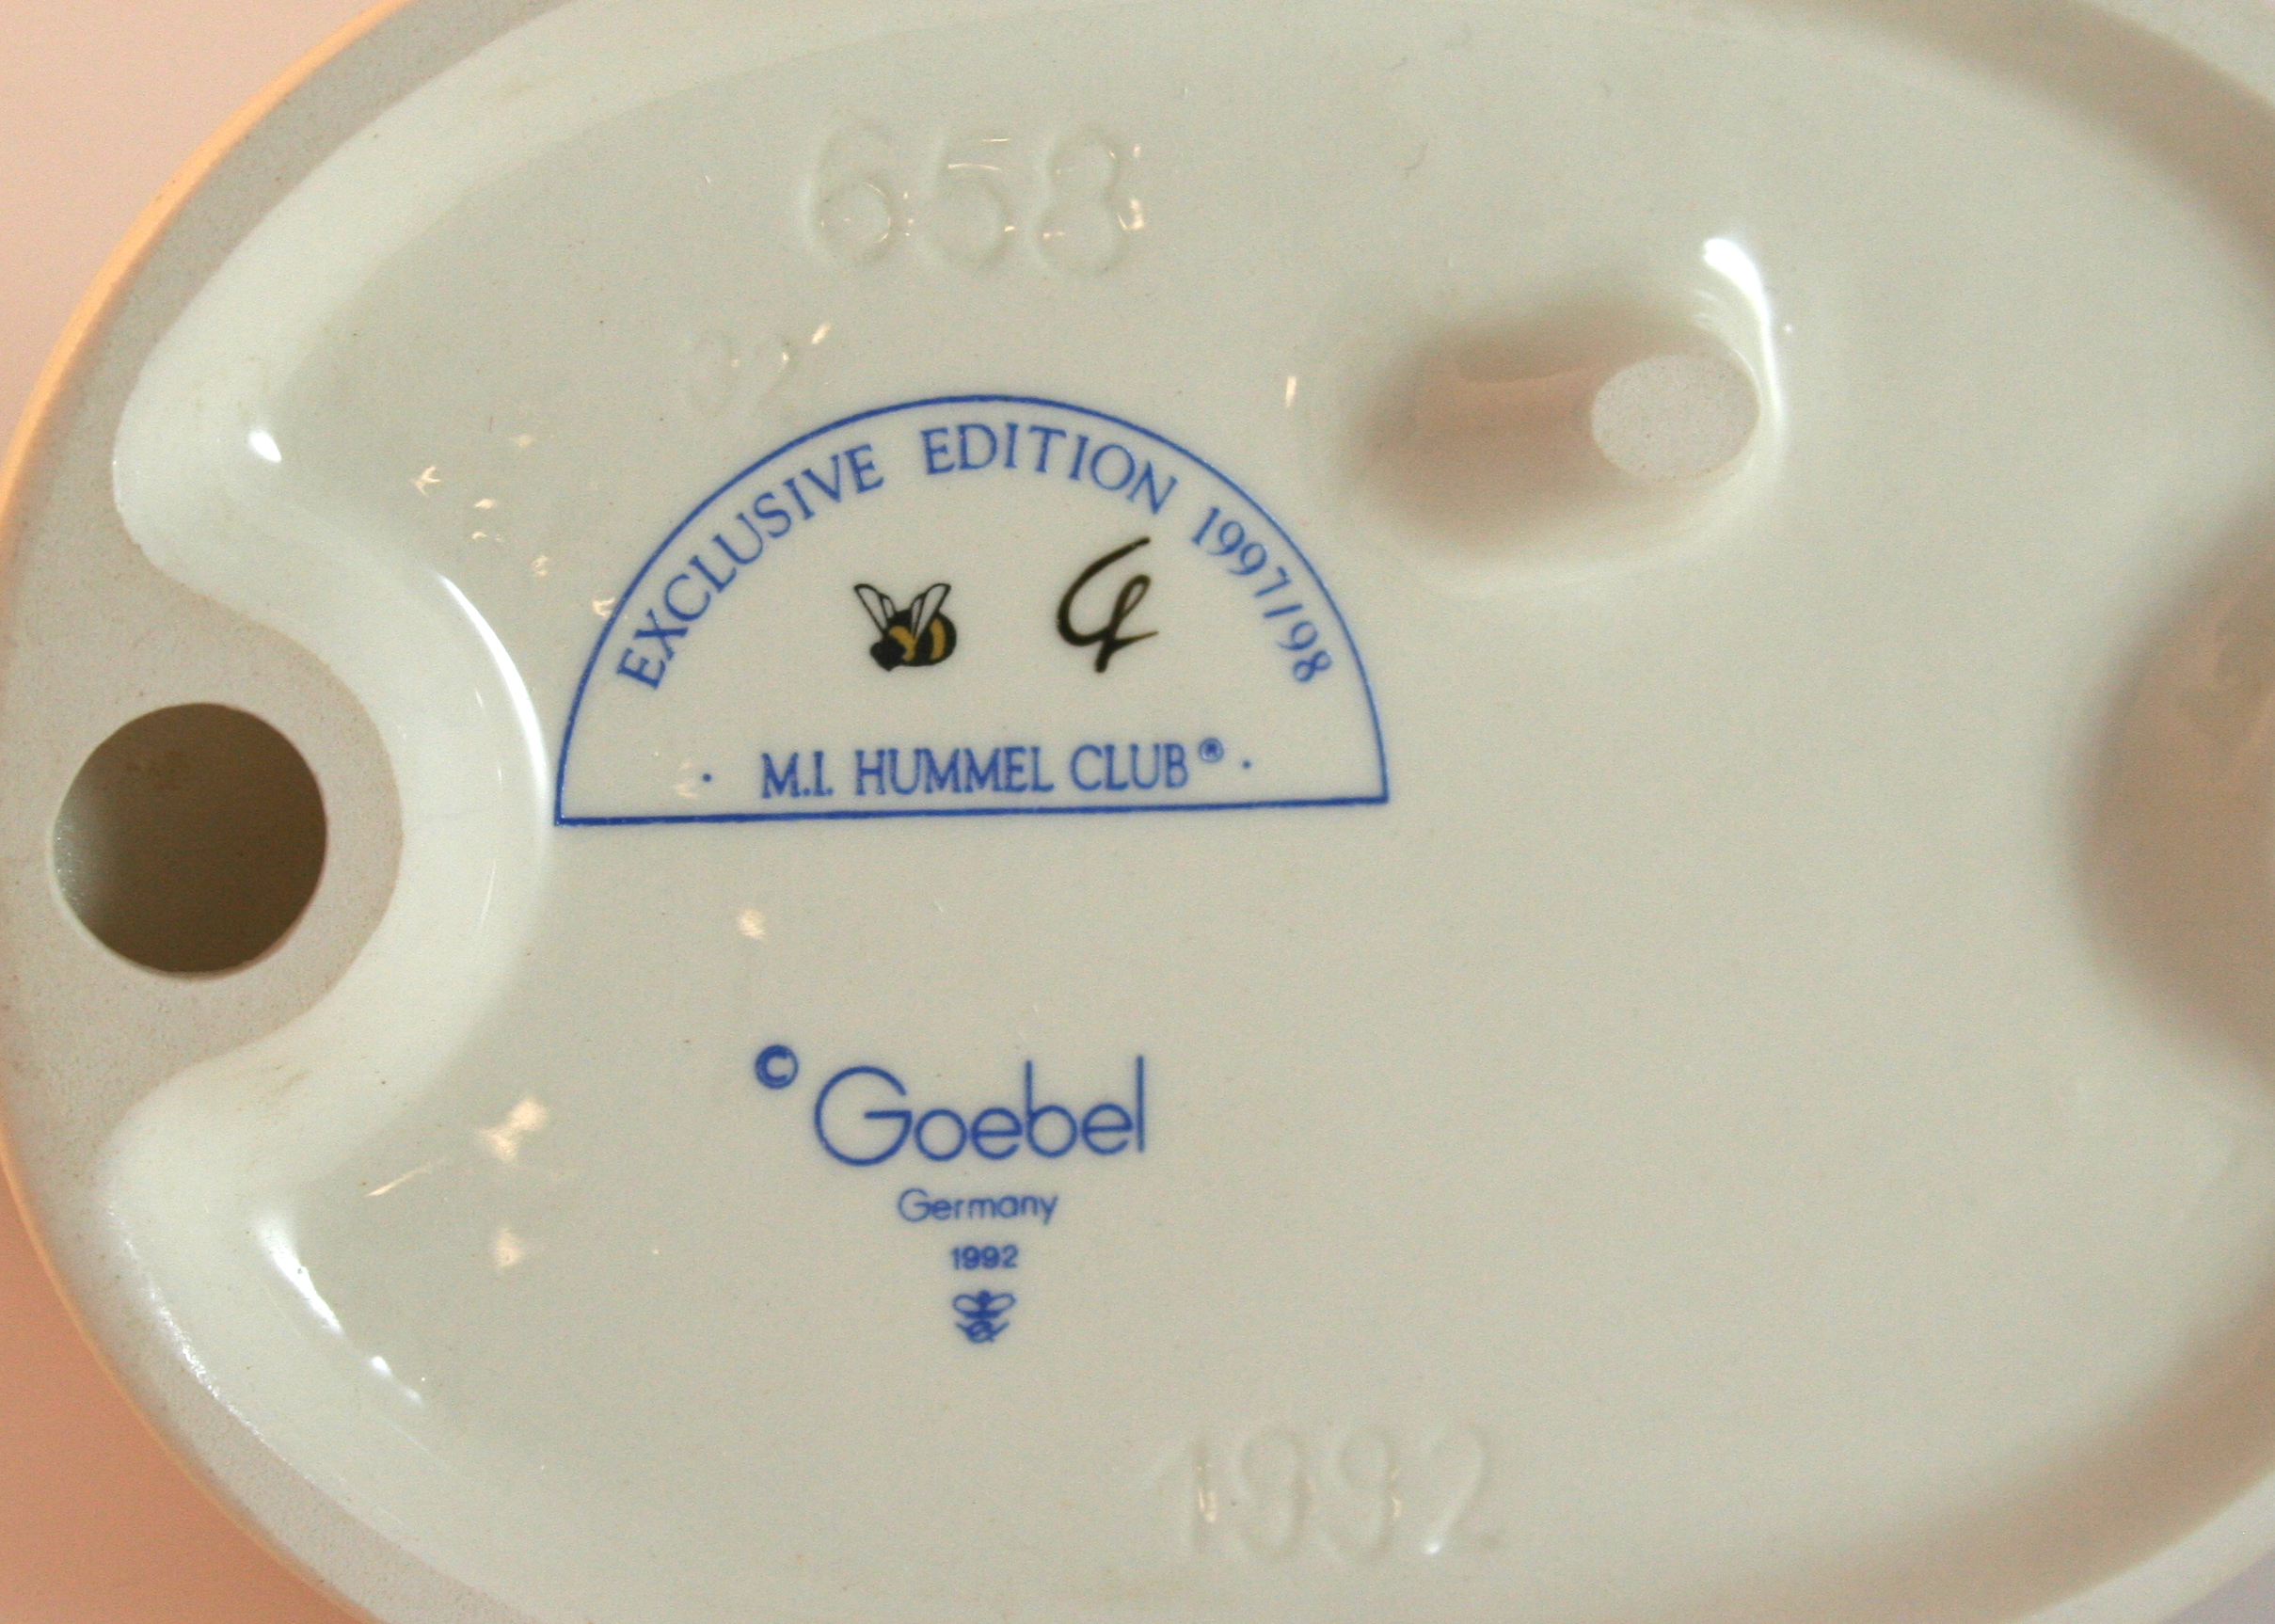 658
EXCLUSIVE EDITION 1997/98
· M.I. HUMMEL CLUB® ·
© Goebel
Germany
1992
1992